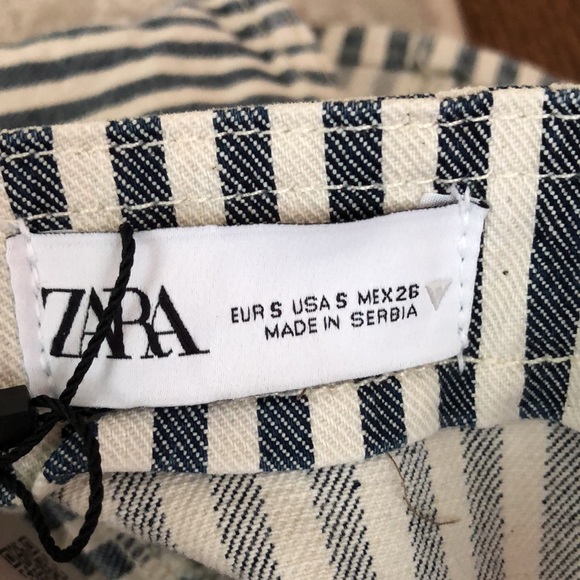 ZARA
EUR S USA S MEX 26
MADE IN SERBIA